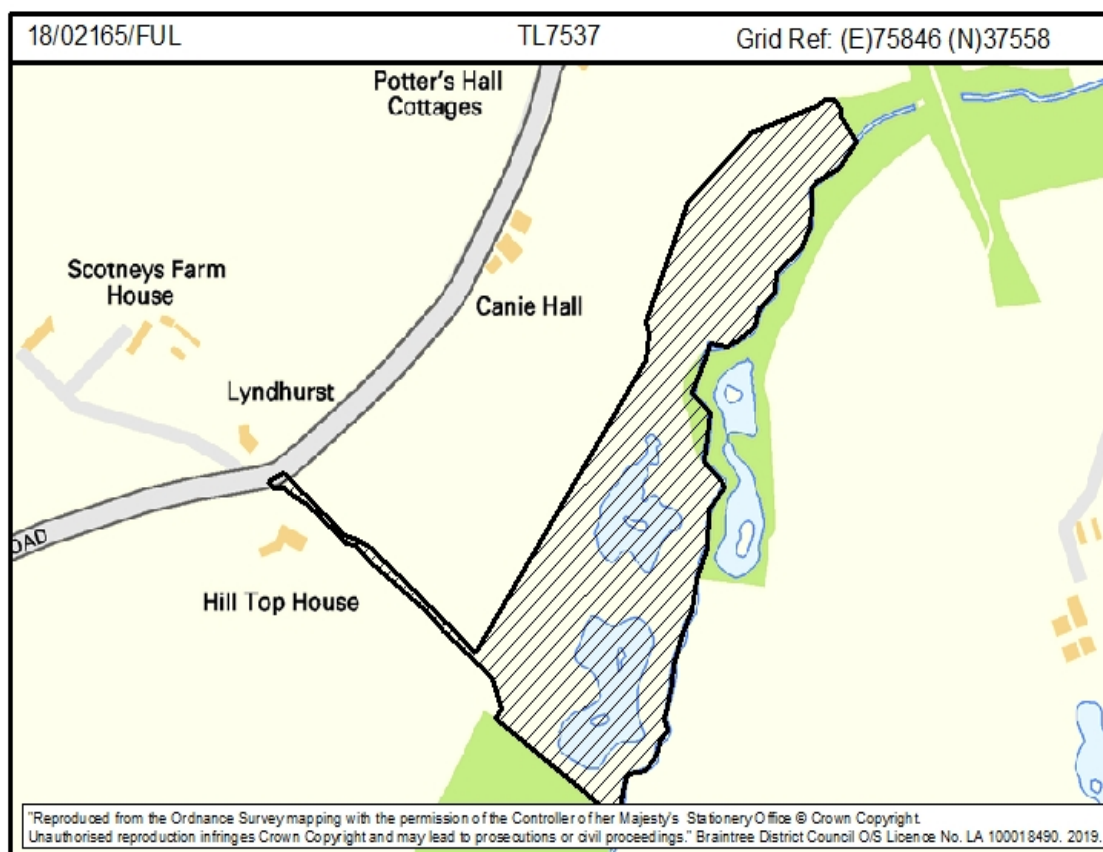 18/02165/FUL TL7537 Grid Ref: (E)75846 (N)37558
Potter's Hall
Cottages
Scotneys Farm
House
Canie Hall
Lyndhurst
OAD
Hill Top House
"Reproduced from the Ordnance Survey mapping with the permission of the Controller of her Majesty's Stationery Office © Crown Copyright.
Unauthorised reproduction infringes Crown Copyright and may lead to prosecutions or civil proceedings." Braintree District Council O/S Licence No. LA 100018490. 2019.